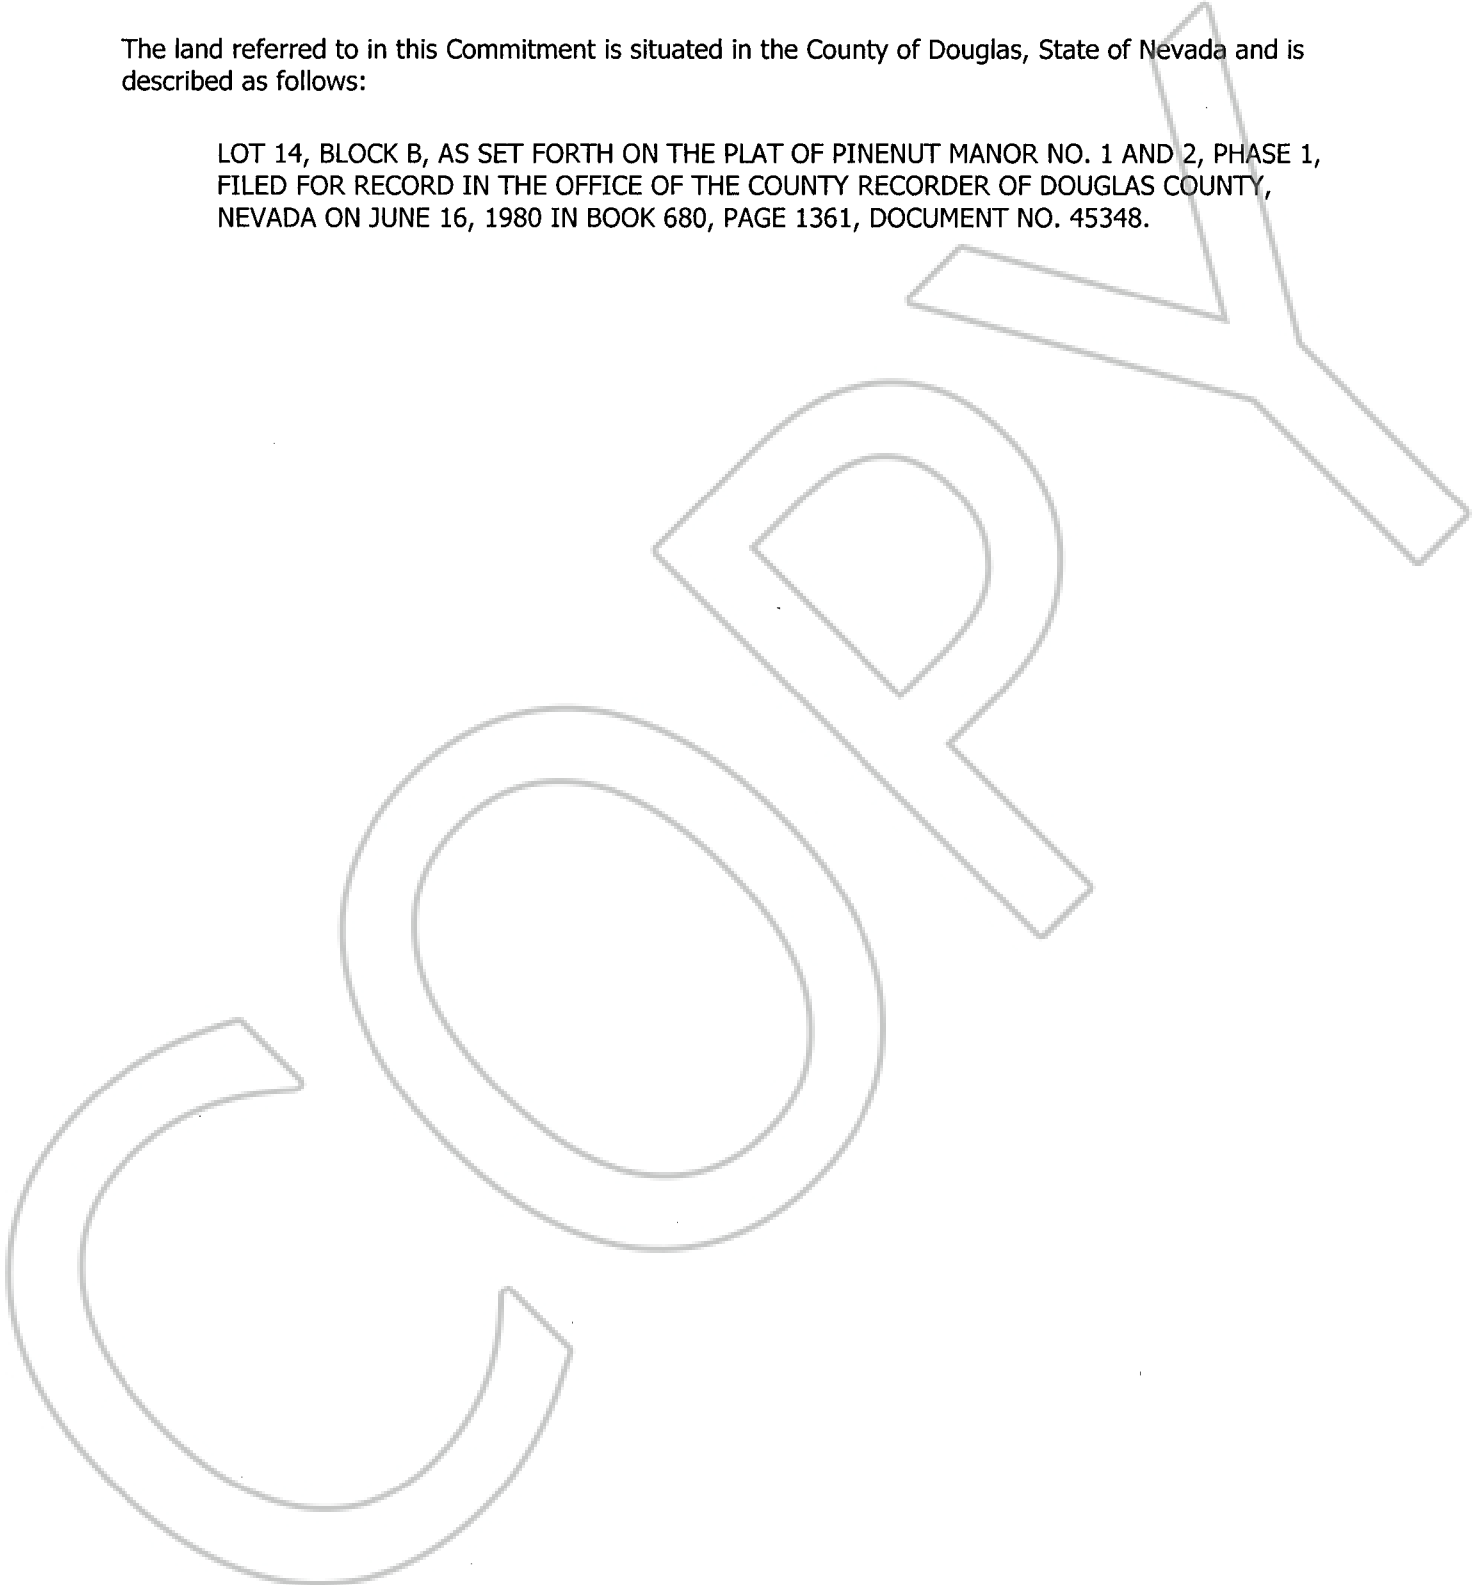 The land referred to in this Commitment is situated in the County of Douglas, State of Nevada and is
described as follows:
LOT 14, BLOCK B, AS SET FORTH ON THE PLAT OF PINENUT MANOR NO. 1 AND 2, PHASE 1,
FILED FOR RECORD IN THE OFFICE OF THE COUNTY RECORDER OF DOUGLAS COUNTY,
NEVADA ON JUNE 16, 1980 IN BOOK 680, PAGE 1361, DOCUMENT NO. 45348.
COPY